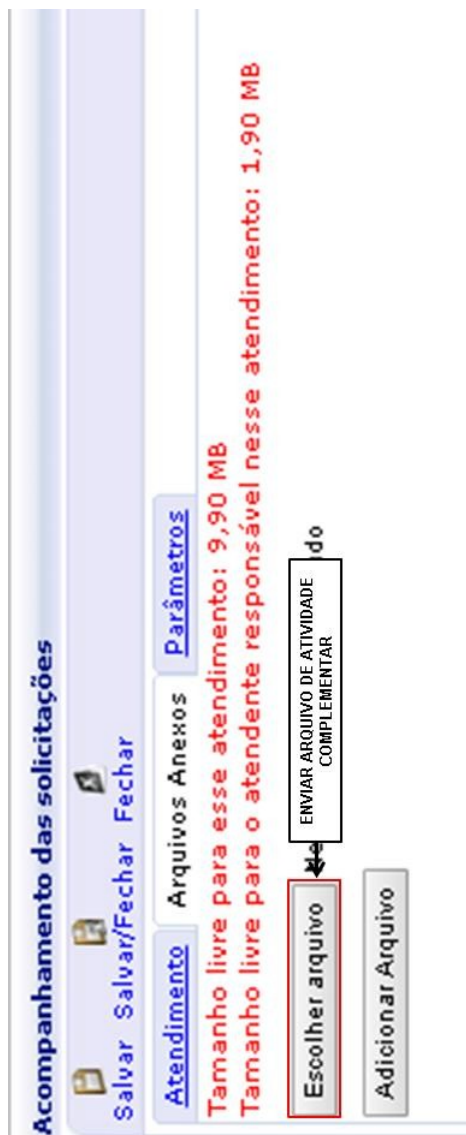 Acompanhamento das solicitações
Salvar Salvar/Fechar Fechar
Atendimento Arquivos Anexos Parâmetros
Tamanho livre para esse atendimento: 9,90 MB
Tamanho livre para o atendente responsável nesse atendimento: 1,90 MB
Escolher arquivo
ENVIAR ARQUIVO DE ATIVIDADE
COMPLEMENTAR
Adicionar Arquivo